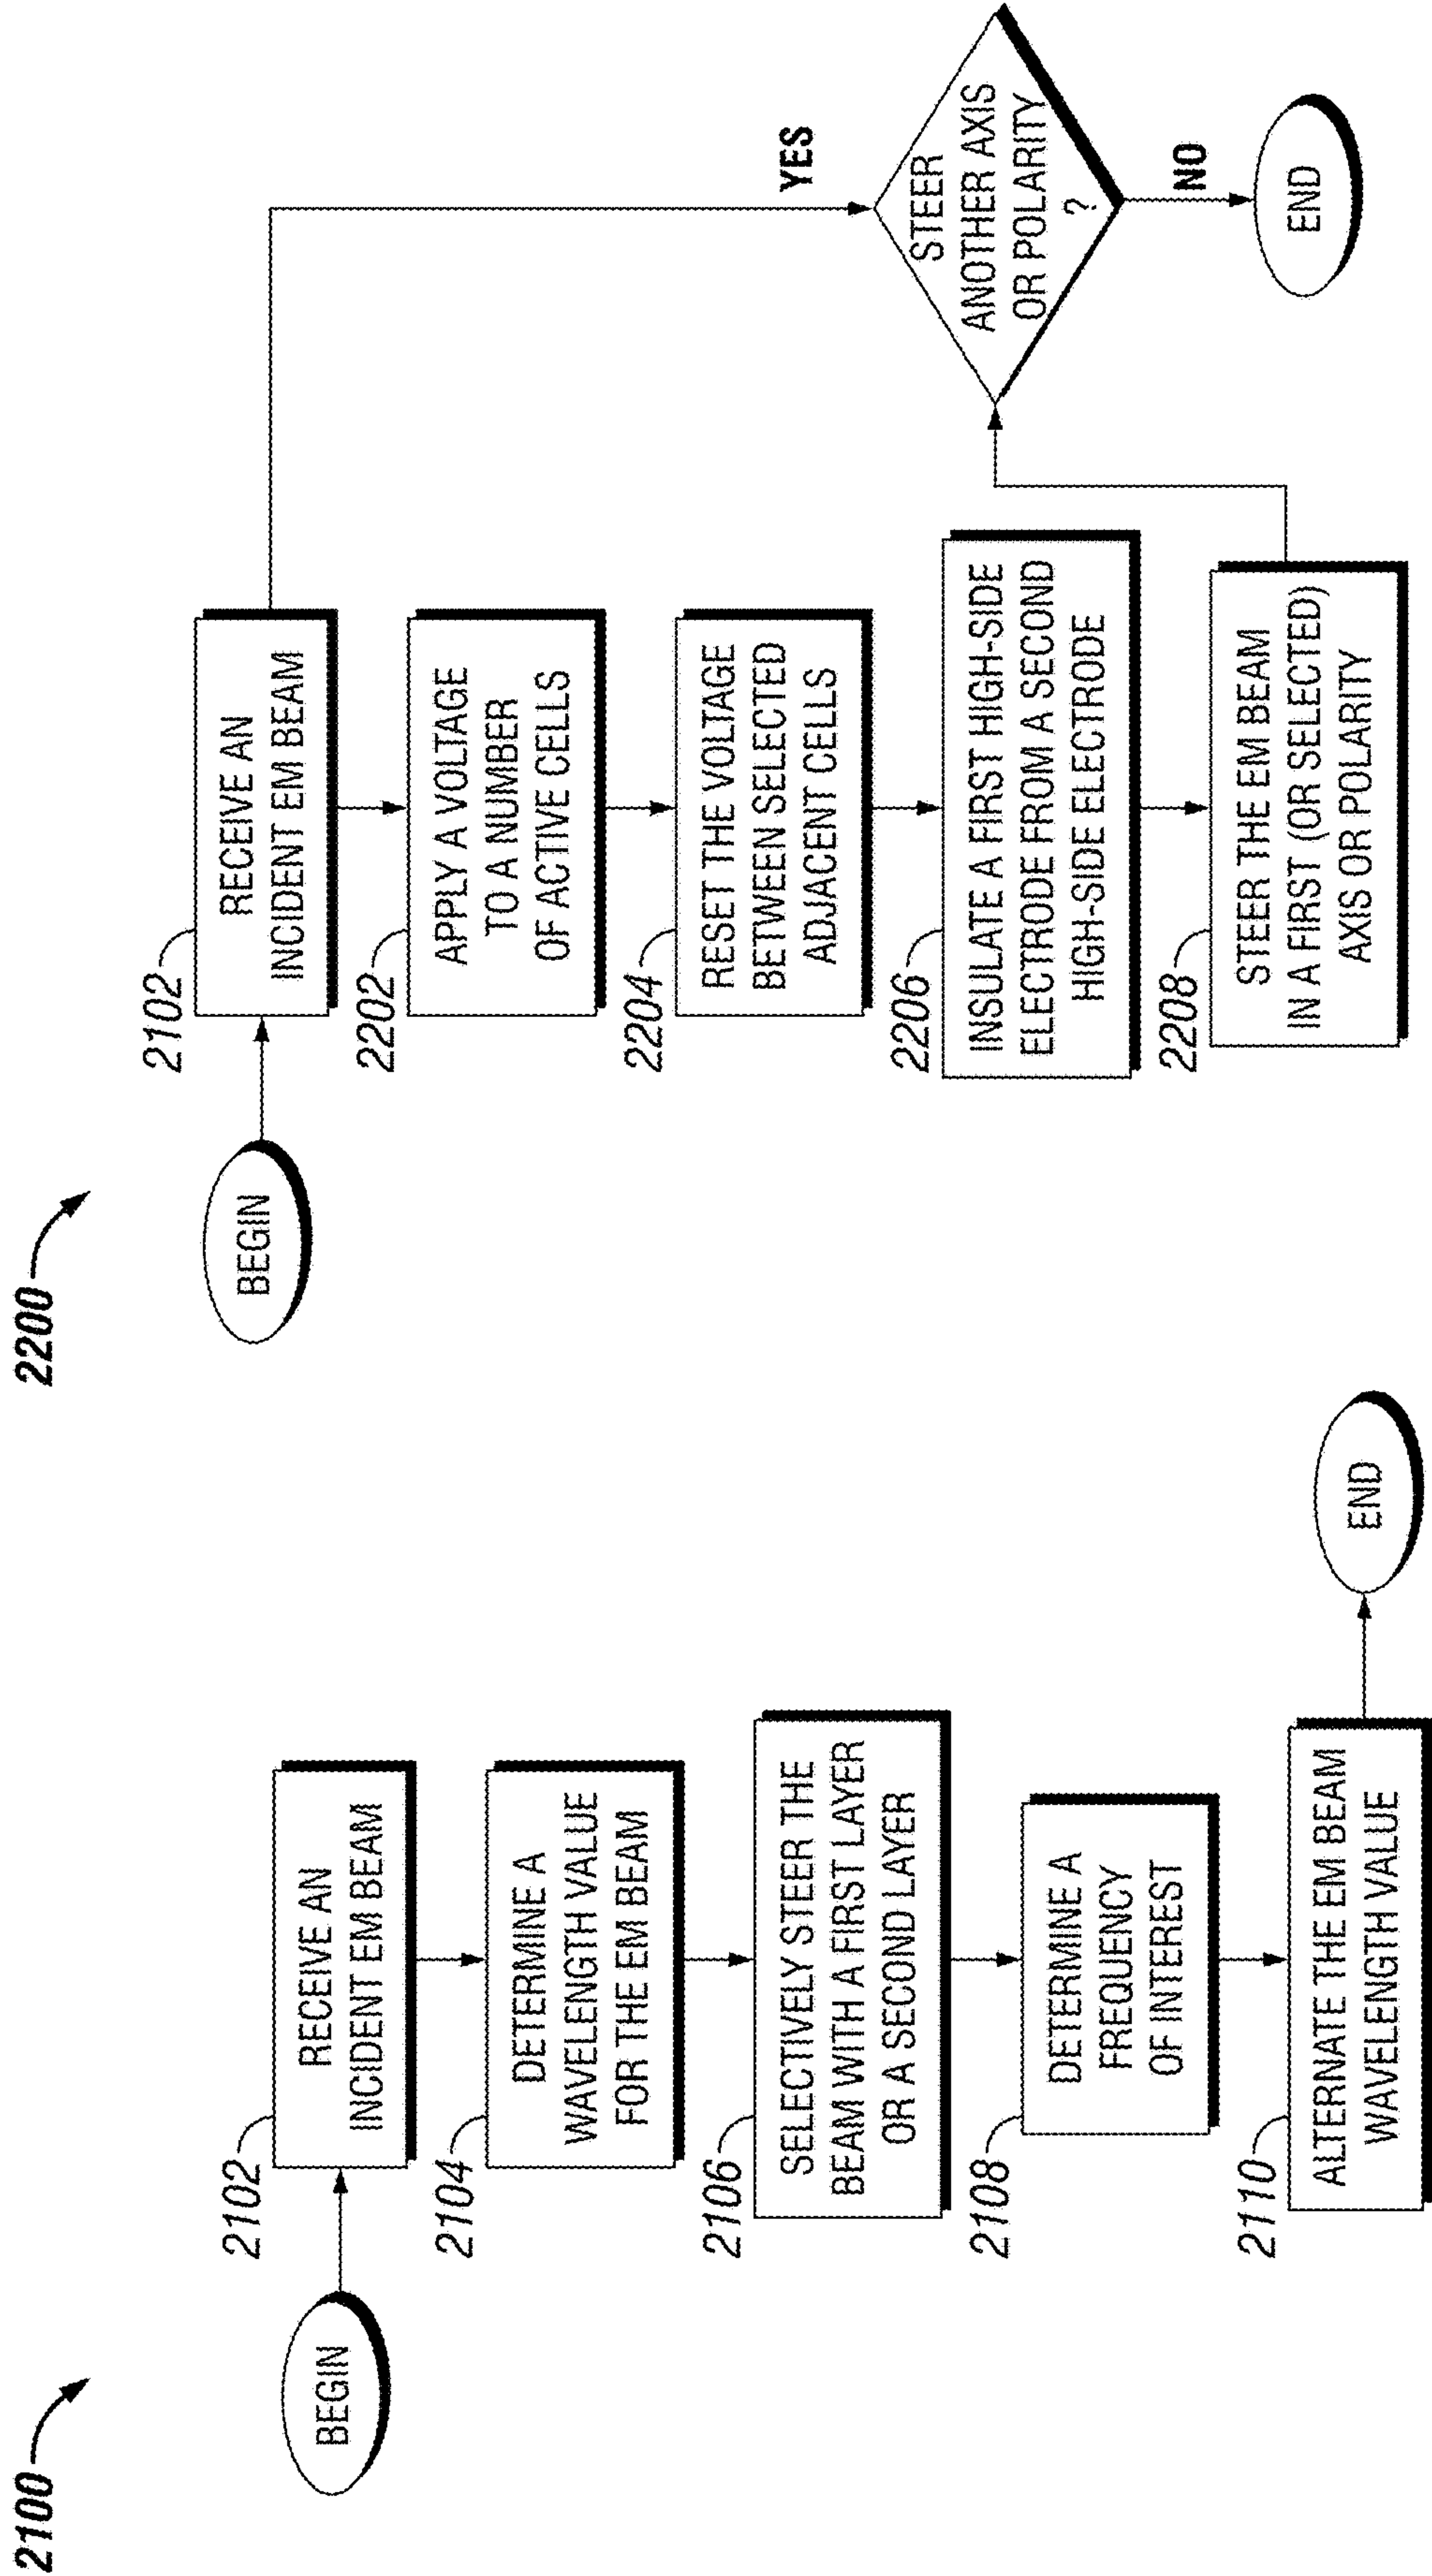 2100
BEGIN
2102
RECEIVE AN
INCIDENT EM BEAM
2104
DETERMINE A
WAVELENGTH VALUE
FOR THE EM BEAM
2106
SELECTIVELY STEER THE
BEAM WITH A FIRST LAYER
OR A SECOND LAYER
2108
DETERMINE A
FREQUENCY
OF INTEREST
2110
ALTERNATE THE EM BEAM
WAVELENGTH VALUE
END
2200
BEGIN
2102
RECEIVE AN
INCIDENT EM BEAM
2202
APPLY A VOLTAGE
TO A NUMBER
OF ACTIVE CELLS
2204
RESET THE VOLTAGE
BETWEEN SELECTED
ADJACENT CELLS
2206
INSULATE A FIRST HIGH-SIDE
ELECTRODE FROM A SECOND
HIGH-SIDE ELECTRODE
2208
STEER THE EM BEAM
IN A FIRST (OR SELECTED)
AXIS OR POLARITY
YES
STEER
ANOTHER AXIS
OR POLARITY
?
NO
END